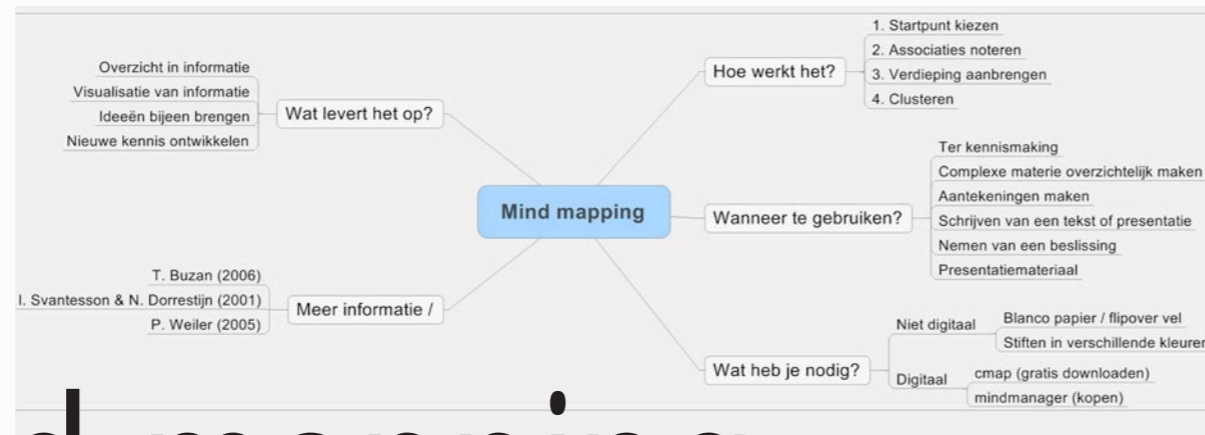 Mind mapping
Hoe werkt het?
1. Startpunt kiezen
2. Associaties noteren
3. Verdieping aanbrengen
4. Clusteren
Wanneer te gebruiken?
Ter kennismaking
Complexe materie overzichtelijk maken
Aantekeningen maken
Schrijven van een tekst of presentatie
Nemen van een beslissing
Presentatiemateriaal
Wat heb je nodig?
Niet digitaal
Blanco papier / flipover vel
Stiften in verschillende kleuren
Digitaal
cmap (gratis downloaden)
mindmanager (kopen)
Meer informatie /
T. Buzan (2006)
I. Svantesson & N. Dorrestijn (2001)
P. Weiler (2005)
Wat levert het op?
Overzicht in informatie
Visualisatie van informatie
Ideeën bijeen brengen
Nieuwe kennis ontwikkelen